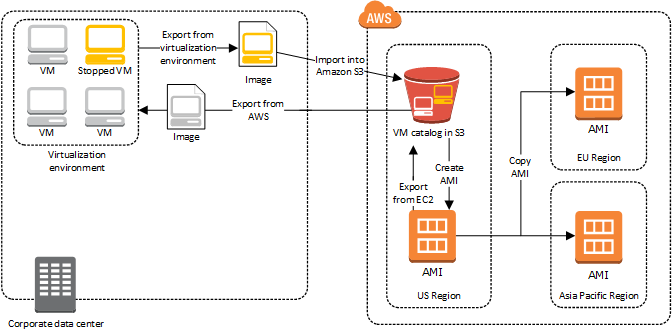 AWS
Export from
virtualization
environment
VM
Stopped VM
Image
Import into
Amazon S3
VM
VM
Virtualization
environment
Image
Export from
AWS
VM catalog in S3
Export
from EC2
Create
AMI
AMI
US Region
Copy
AMI
AMI
EU Region
AMI
Asia Pacific Region
Corporate data center